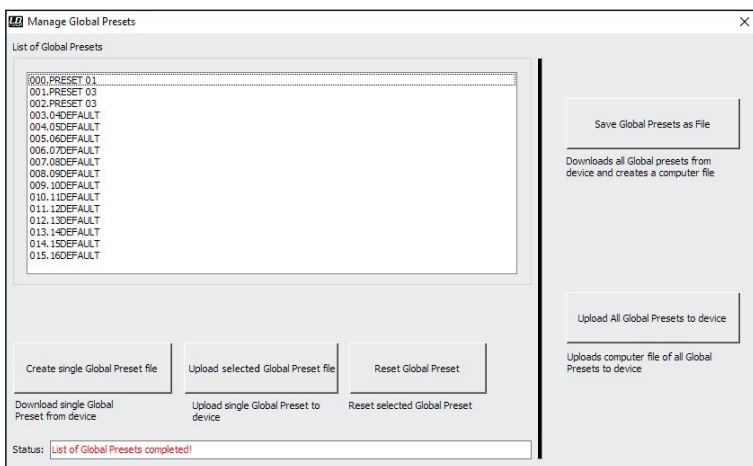 LD
Manage Global Presets
List of Global Presets
000.PRESET 01
001.PRESET 03
002.PRESET 03
003.04DEFAULT
004.05DEFAULT
005.06DEFAULT
006.07DEFAULT
007.08DEFAULT
008.09DEFAULT
009.10DEFAULT
010.11DEFAULT
011.12DEFAULT
012.13DEFAULT
013.14DEFAULT
014.15DEFAULT
015.16DEFAULT
Save Global Presets as File
Downloads all Global presets from
device and creates a computer file
Upload All Global Presets to device
Uploads computer file of all Global
Presets to device
Create single Global Preset file
Download single Global
Preset from device
Upload selected Global Preset file
Upload single Global Preset to
device
Reset Global Preset
Reset selected Global Preset
Status: List of Global Presets completed!